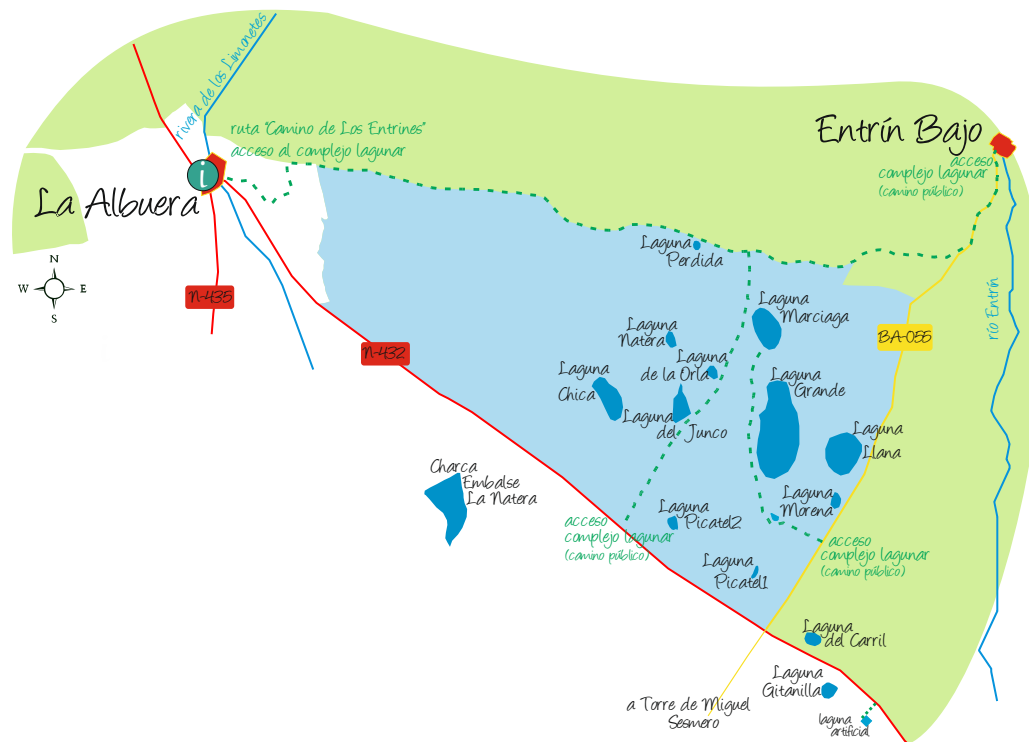 rivera de los Limonetes
ruta "Camino de Los Entrines"
acceso al complejo lagunar
Entrín Bajo
acceso
complejo lagunar
(camino público)
i
La Albuera
N
W E
S
N-435
N-432
BA-055
río Entrín
Laguna
Perdida
Laguna
Marciaga
Laguna
Natera
Laguna
de la Orla
Laguna
Chica
Laguna
Grande
Laguna
del Junco
Laguna
Llana
Charca
Embalse
La Natera
Laguna
Morena
Laguna
Picatel2
acceso
complejo lagunar
(camino público)
acceso
complejo lagunar
(camino público)
Laguna
Picatel1
Laguna
del Carril
Laguna
Gitanilla
a Torre de Miguel
Sesmero
laguna
artificial